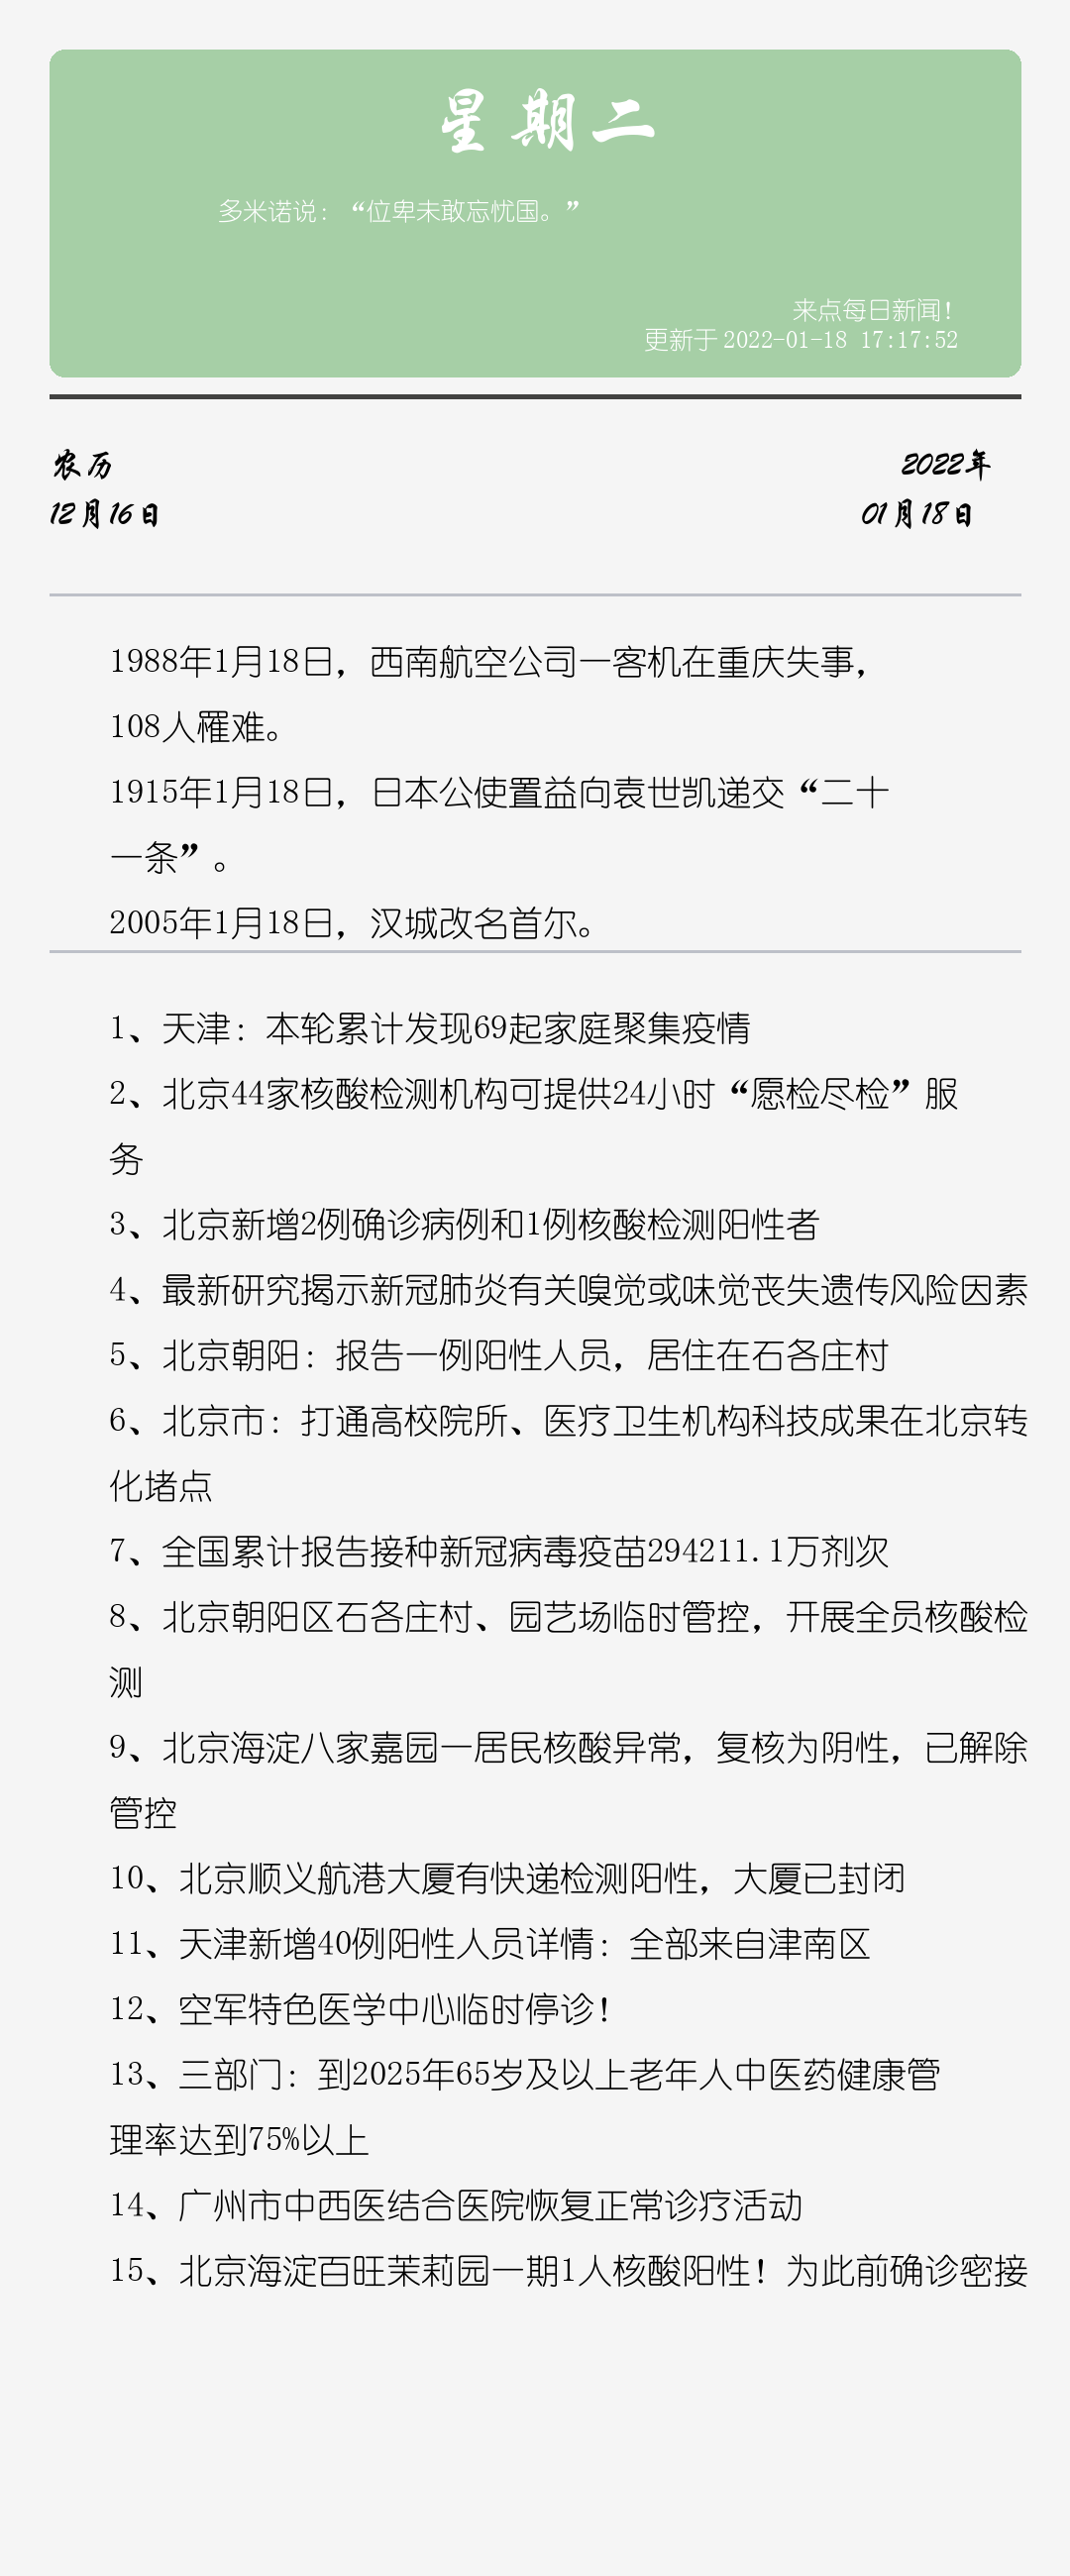 星期二
多米诺说：“位卑未敢忘忧国。”
来点每日新闻！
更新于 2022-01-18 17:17:52
农历
2022年
12月16日
01月18日
1988年1月18日，西南航空公司一客机在重庆失事，
108人罹难。
1915年1月18日，日本公使置益向袁世凯递交“二十
一条”。
2005年1月18日，汉城改名首尔。
1、天津：本轮累计发现69起家庭聚集疫情
2、北京44家核酸检测机构可提供24小时“愿检尽检”服
务
3、北京新增2例确诊病例和1例核酸检测阳性者
4、最新研究揭示新冠肺炎有关嗅觉或味觉丧失遗传风险因素
5、北京朝阳：报告一例阳性人员，居住在石各庄村
6、北京市：打通高校院所、医疗卫生机构科技成果在北京转
化堵点
7、全国累计报告接种新冠病毒疫苗294211.1万剂次
8、北京朝阳区石各庄村、园艺场临时管控，开展全员核酸检
测
9、北京海淀八家嘉园一居民核酸异常，复核为阴性，已解除
管控
10、北京顺义航港大厦有快递检测阳性，大厦已封闭
11、天津新增40例阳性人员详情：全部来自津南区
12、空军特色医学中心临时停诊！
13、三部门：到2025年65岁及以上老年人中医药健康管
理率达到75%以上
14、广州市中西医结合医院恢复正常诊疗活动
15、北京海淀百旺茉莉园一期1人核酸阳性！为此前确诊密接